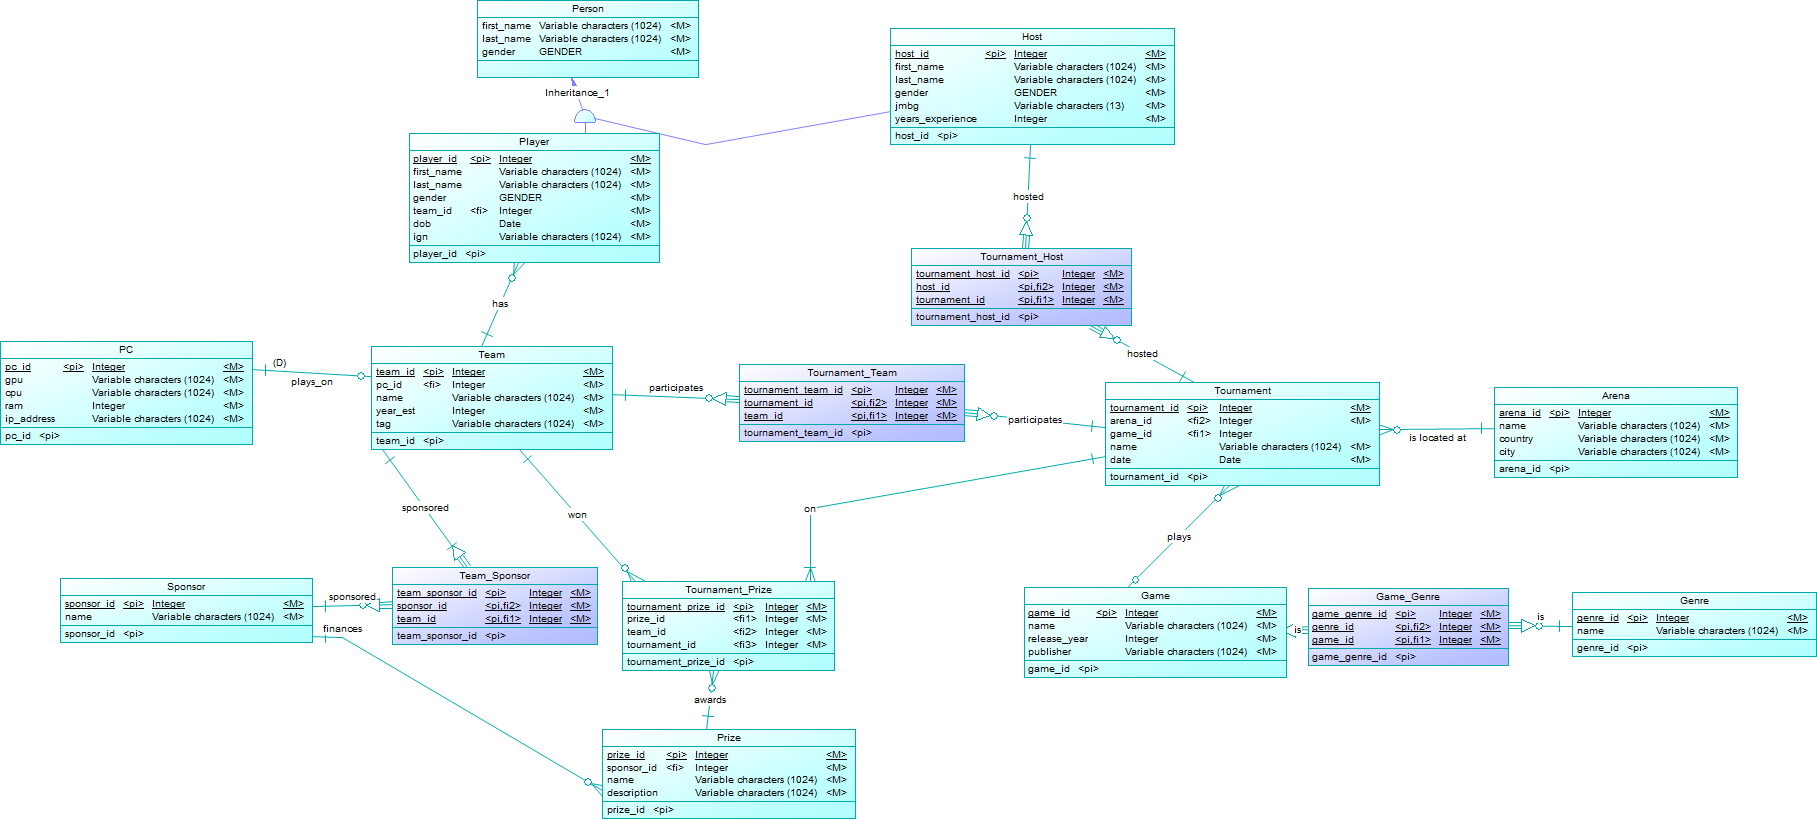 Person
first_name Variable characters (1024) <M>
last_name Variable characters (1024) <M>
gender GENDER <M>
Inheritance_1
Host
host_id <pi> Integer <M>
first_name Variable characters (1024) <M>
last_name Variable characters (1024) <M>
gender GENDER <M>
jmbg Variable characters (13) <M>
years_experience Integer <M>
host_id <pi>
Player
player_id <pi> Integer <M>
first_name Variable characters (1024) <M>
last_name Variable characters (1024) <M>
gender GENDER <M>
team_id <fi> Integer <M>
dob Date <M>
ign Variable characters (1024) <M>
player_id <pi>
hosted
Tournament_Host
tournament_host_id <pi> Integer <M>
host_id <pi,fi2> Integer <M>
tournament_id <pi,fi1> Integer <M>
tournament_host_id <pi>
has
hosted
PC
pc_id <pi> Integer <M>
gpu Variable characters (1024) <M>
cpu Variable characters (1024) <M>
ram Integer <M>
ip_address Variable characters (1024) <M>
pc_id <pi>
(D)
plays_on
Team
team_id <pi> Integer <M>
pc_id <fi> Integer <M>
name Variable characters (1024) <M>
year_est Integer <M>
tag Variable characters (1024) <M>
team_id <pi>
participates
Tournament_Team
tournament_team_id <pi> Integer <M>
tournament_id <pi,fi2> Integer <M>
team_id <pi,fi1> Integer <M>
tournament_team_id <pi>
participates
Tournament
tournament_id <pi> Integer <M>
arena_id <fi2> Integer <M>
game_id <fi1> Integer
name Variable characters (1024) <M>
date Date <M>
tournament_id <pi>
is located at
Arena
arena_id <pi> Integer <M>
name Variable characters (1024) <M>
country Variable characters (1024) <M>
city Variable characters (1024) <M>
arena_id <pi>
sponsored
won
on
plays
Sponsor
sponsor_id <pi> Integer <M>
name Variable characters (1024) <M>
sponsor_id <pi>
sponsored
finances
Team_Sponsor
team_sponsor_id <pi> Integer <M>
sponsor_id <pi,fi2> Integer <M>
team_id <pi,fi1> Integer <M>
team_sponsor_id <pi>
Tournament_Prize
tournament_prize_id <pi> Integer <M>
prize_id <fi1> Integer <M>
team_id <fi2> Integer <M>
tournament_id <fi3> Integer <M>
tournament_prize_id <pi>
awards
Game
game_id <pi> Integer <M>
name Variable characters (1024) <M>
release_year Integer <M>
publisher Variable characters (1024) <M>
game_id <pi>
is
Game_Genre
game_genre_id <pi> Integer <M>
genre_id <pi,fi2> Integer <M>
game_id <pi,fi1> Integer <M>
game_genre_id <pi>
is
Genre
genre_id <pi> Integer <M>
name Variable characters (1024) <M>
genre_id <pi>
Prize
prize_id <pi> Integer <M>
sponsor_id <fi> Integer <M>
name Variable characters (1024) <M>
description Variable characters (1024) <M>
prize_id <pi>